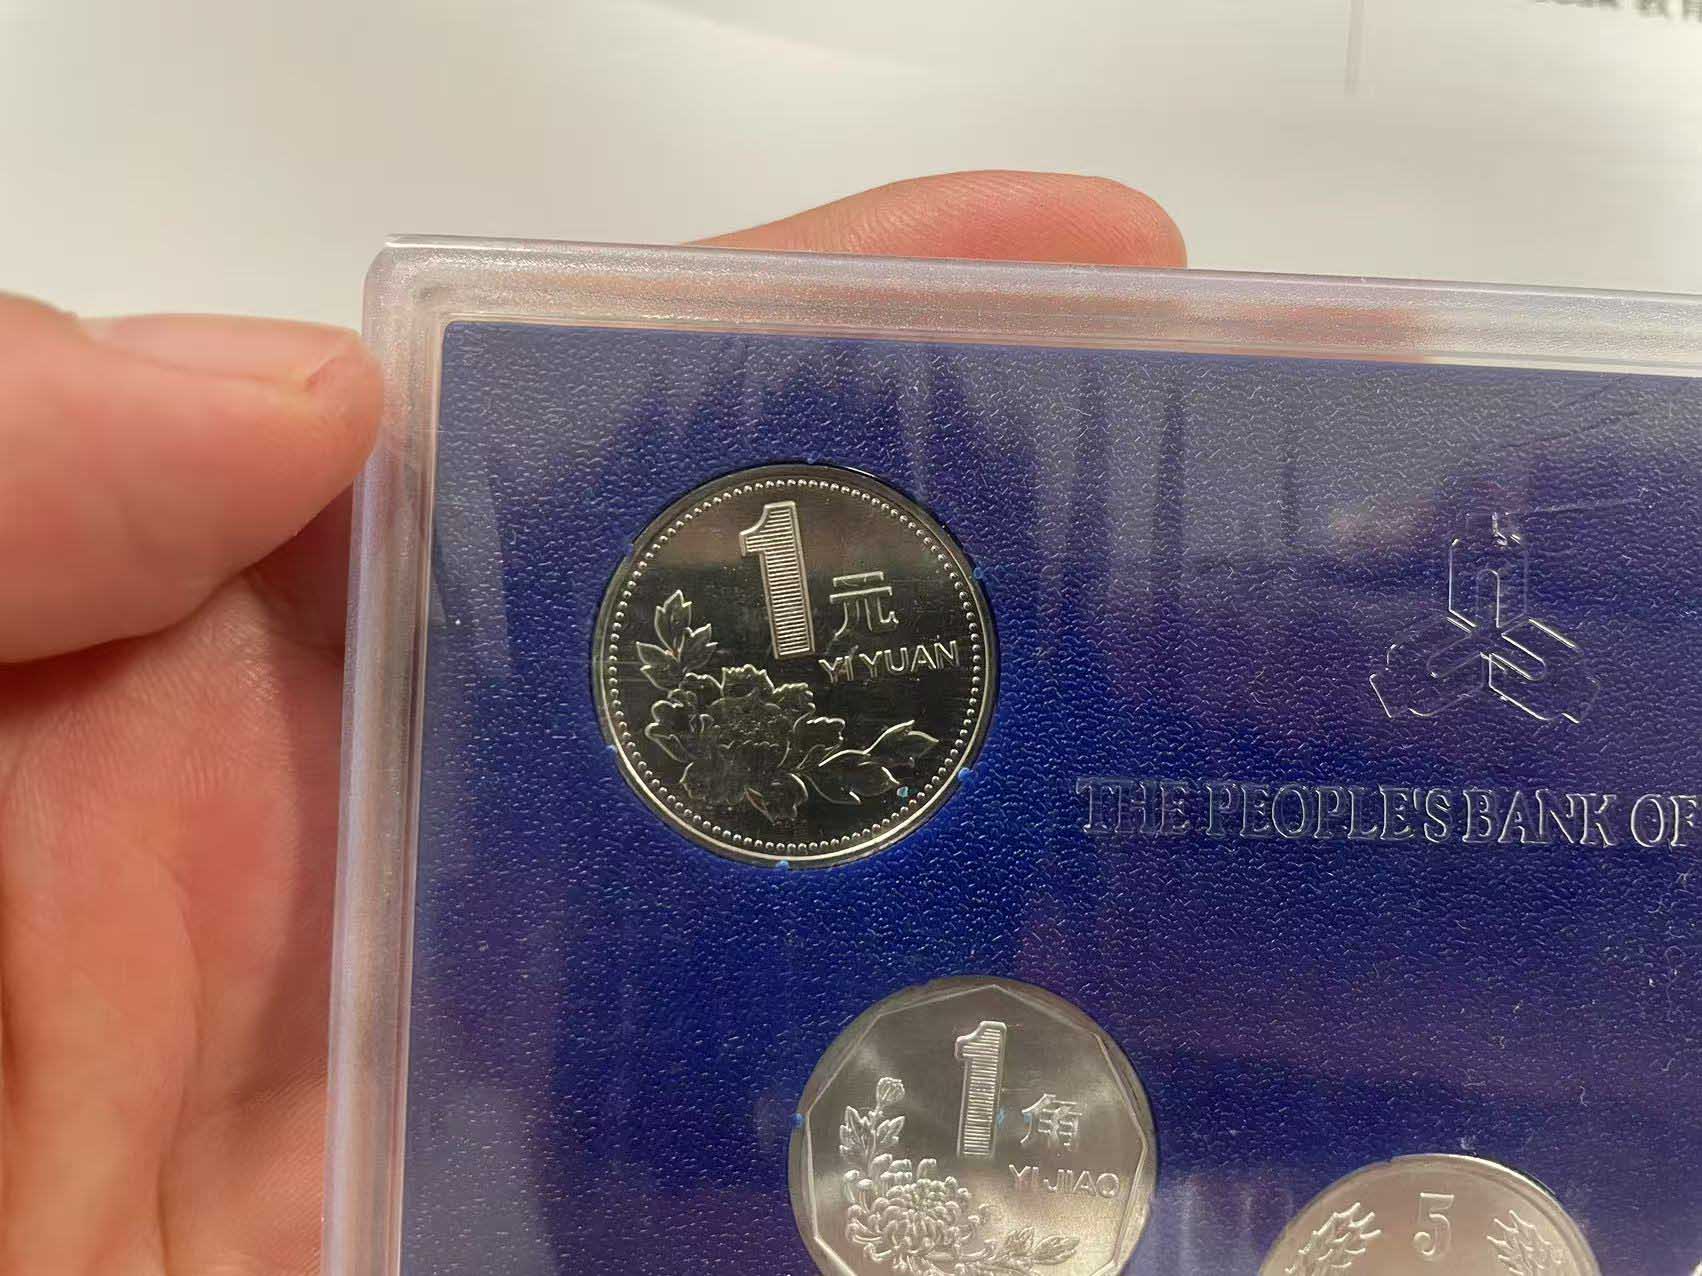 1 元
YI YUAN
THE PEOPLE'S BANK OF
1 角
YI JIAO
5